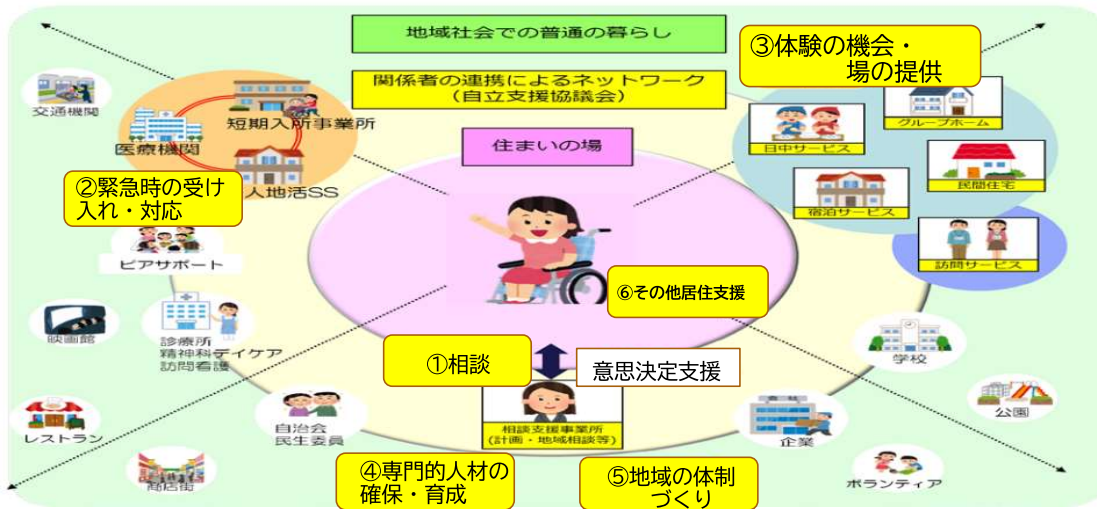 地域社会での普通の暮らし
関係者の連携によるネットワーク
(自立支援協議会)
住まいの場
③体験の機会・
場の提供
交通機関
短期入所事業所
医療機関
人地活SS
②緊急時の受け
入れ・対応
グループホーム
日中サービス
民間住宅
宿泊サービス
訪問サービス
ピアサポート
⑥その他居住支援
映画館
診療所
精神科デイケア
訪問看護
①相談
意思決定支援
学校
公園
レストラン
自治会
民生委員
相談支援事業所
(計画・地域相談等)
会社
企業
商店街
④専門的人材の
確保・育成
⑤地域の体制
づくり
ボランティア